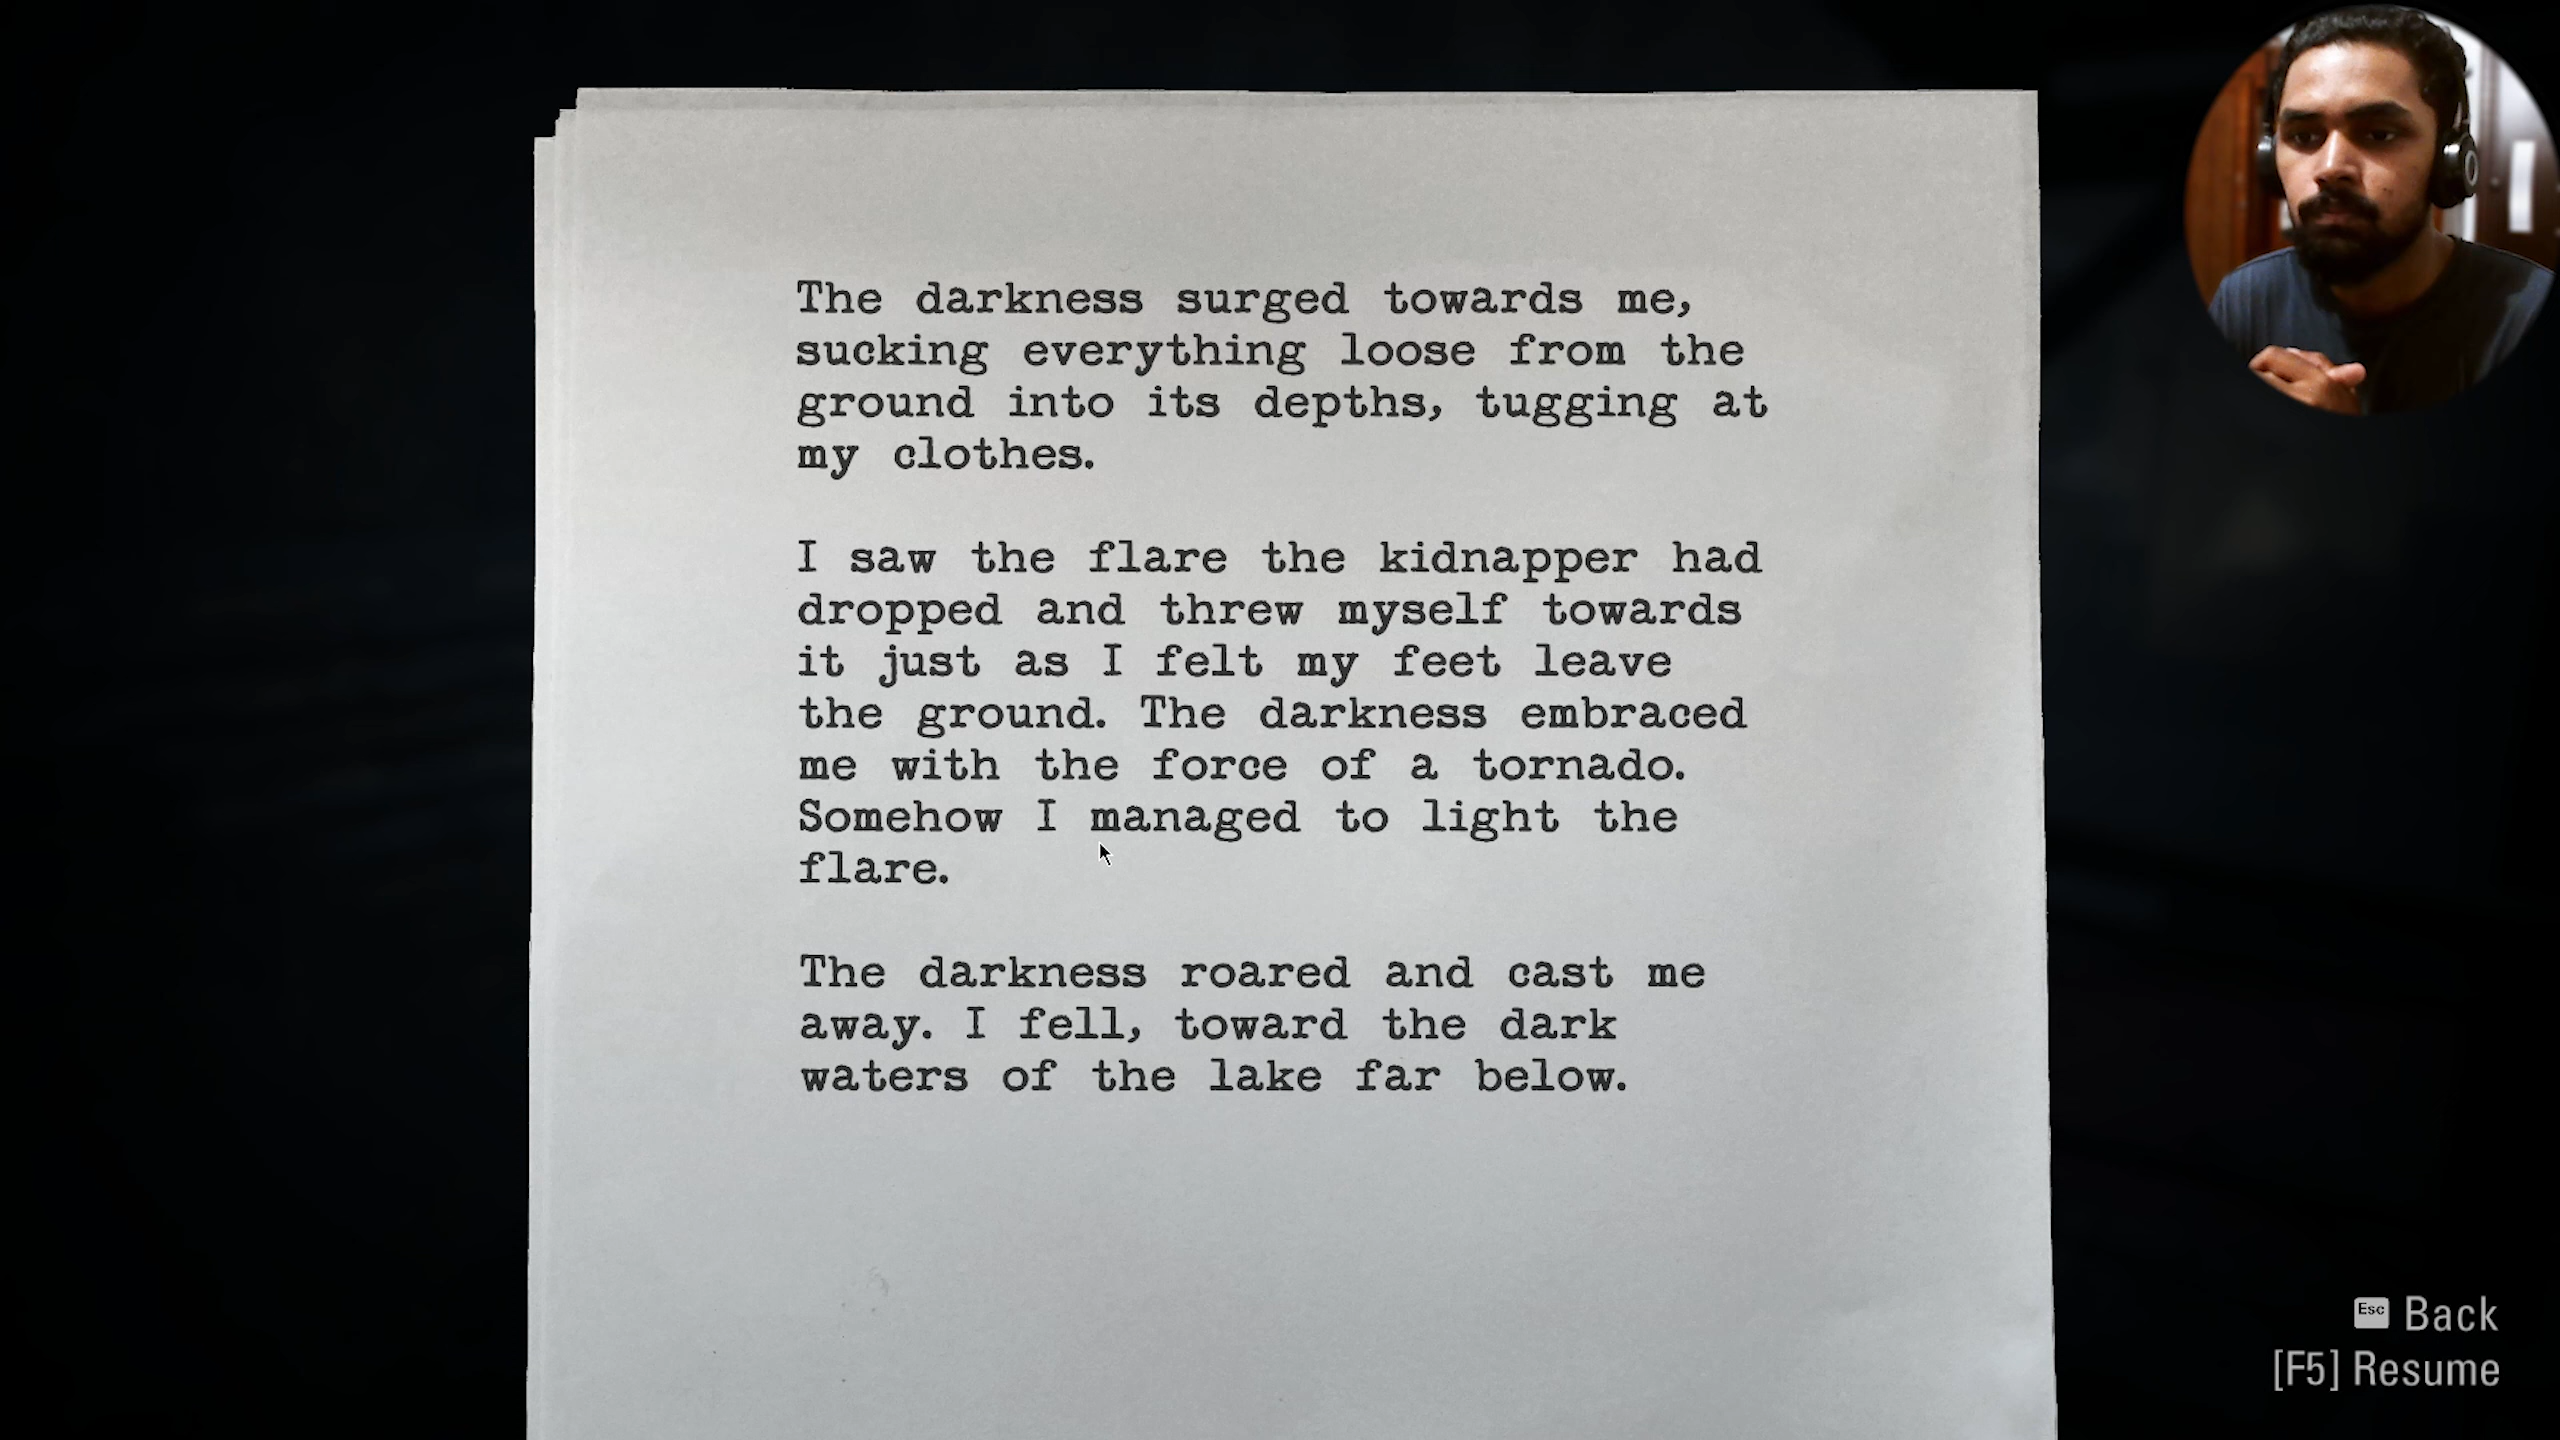 The darkness surged towards me,
sucking everything loose from the
ground into its depths, tugging at
my clothes.
I saw the flare the kidnapper had
dropped and threw myself towards
it just as I felt my feet leave
the ground. The darkness embraced
me with the force of a tornado.
Somehow I managed to light the
flare.
The darkness roared and cast me
away. I fell, toward the dark
waters of the lake far below.
Esc Back
[F5] Resume